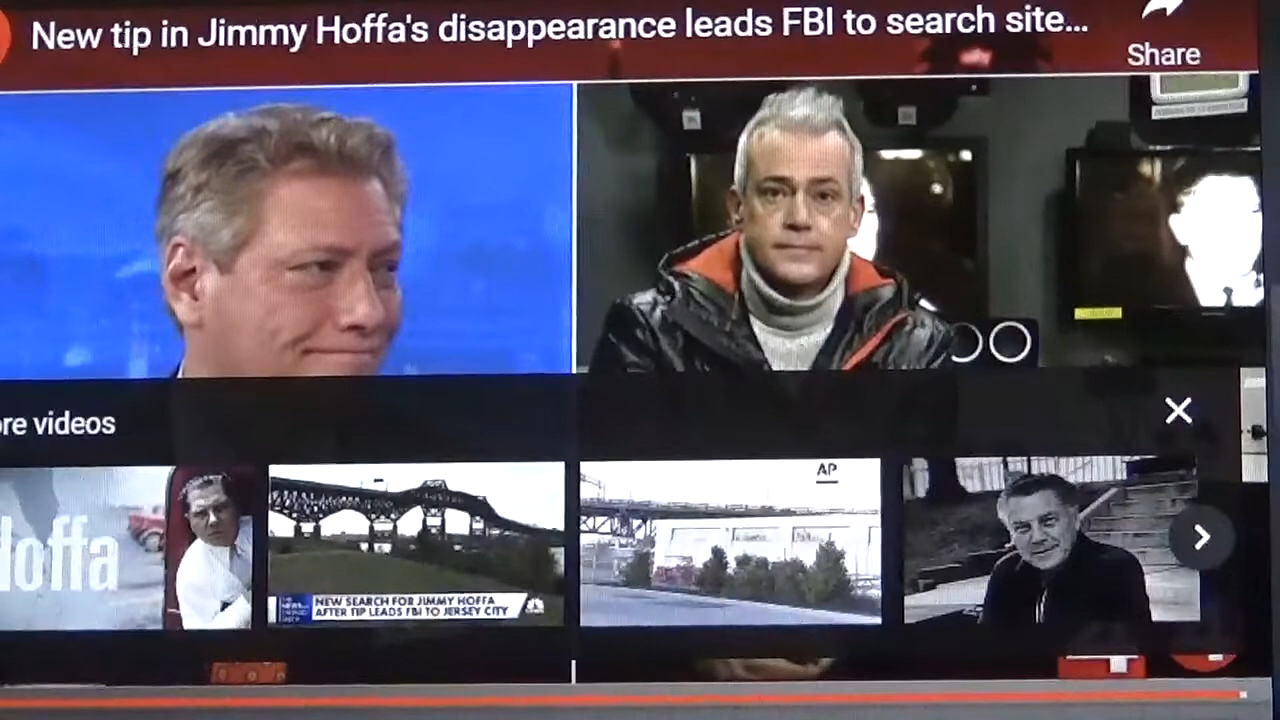 New tip in Jimmy Hoffa's disappearance leads FBI to search site...
Share
ore videos
Hoffa
AP
NEW SEARCH FOR JIMMY HOFFA
AFTER TIP LEADS FBI TO JERSEY CITY